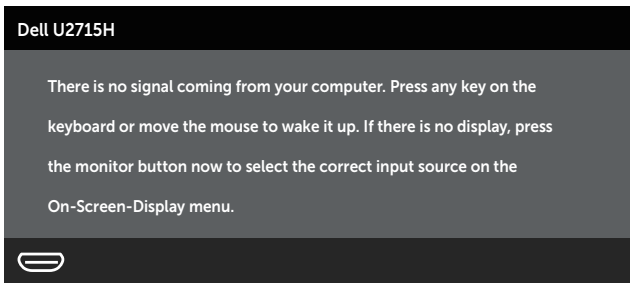 Dell U2715H
There is no signal coming from your computer. Press any key on the
keyboard or move the mouse to wake it up. If there is no display, press
the monitor button now to select the correct input source on the
On-Screen-Display menu.